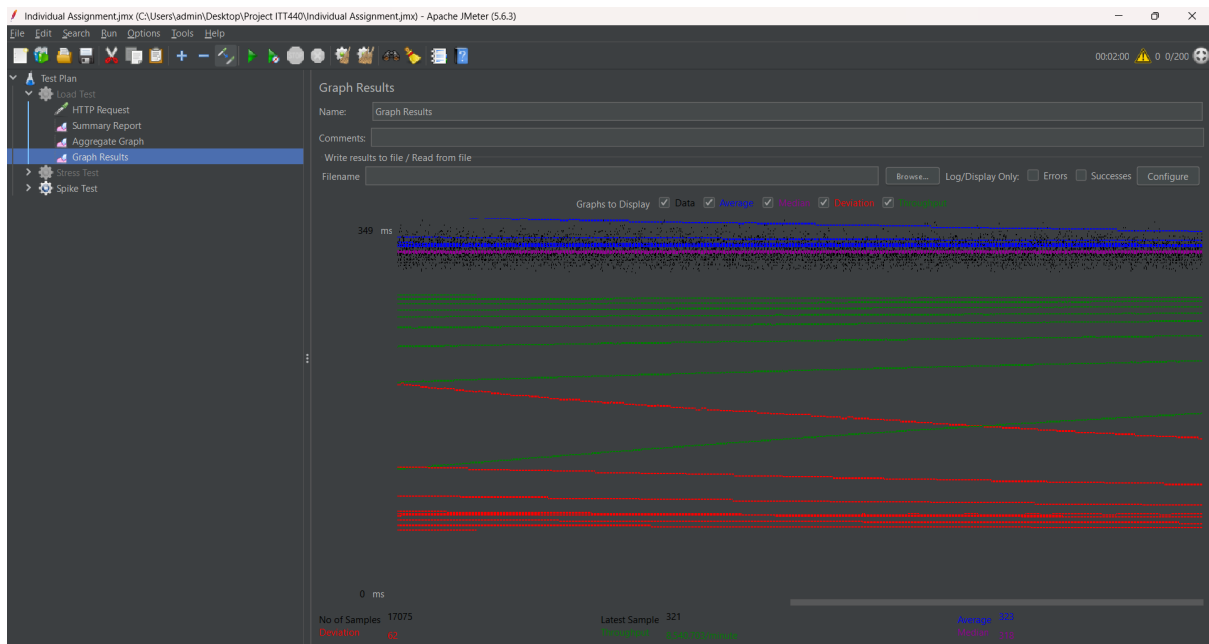 Individual Assignment.jmx (C:\Users\admin\Desktop\Project ITT440\Individual Assignment.jmx) - Apache JMeter (5.6.3)
File Edit Search Run Options Tools Help
00:02:00 0 0/200
Test Plan
Load Test
HTTP Request
Summary Report
Aggregate Graph
Graph Results
Stress Test
Spike Test
Graph Results
Name: Graph Results
Comments:
Write results to file / Read from file
Filename Browse... Log/Display Only: Errors Successes Configure
Graphs to Display Data Average Median Deviation Throughput
349 ms
0 ms
No of Samples 17075 Latest Sample 321 Average 323
Deviation 62 Throughput